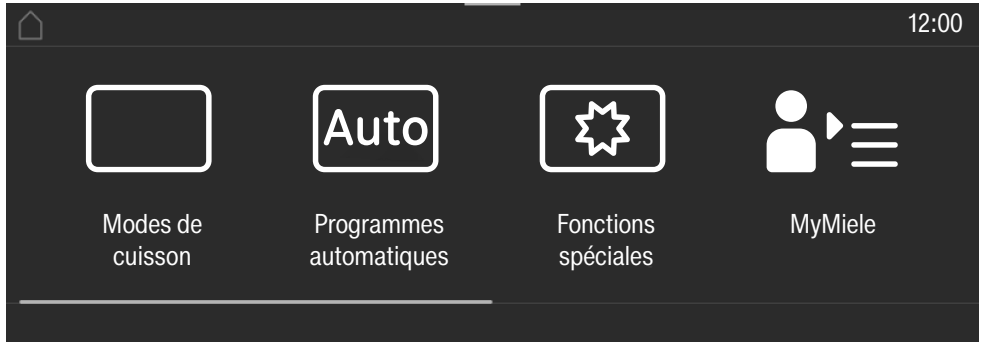 12:00
Auto
Modes de
cuisson
Programmes
automatiques
Fonctions
spéciales
MyMiele